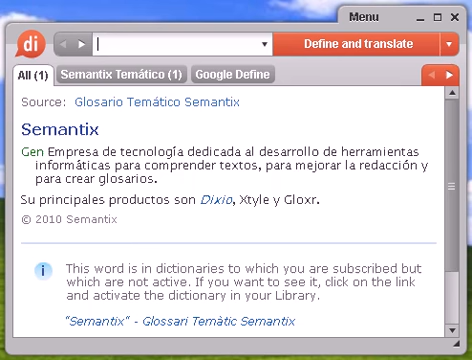 Menu
di
Define and translate
All (1)
Semantix Temático (1)
Google Define
Source: Glosario Temático Semantix
Semantix
Gen Empresa de tecnología dedicada al desarrollo de herramientas
informáticas para comprender textos, para mejorar la redacción y
para crear glosarios.
Su principales productos son Dixio, Xtyle y Gloxr.
© 2010 Semantix
i
This word is in dictionaries to which you are subscribed but
which are not active. If you want to see it, click on the link
and activate the dictionary in your Library.
"Semantix" - Glossari Temàtic Semantix